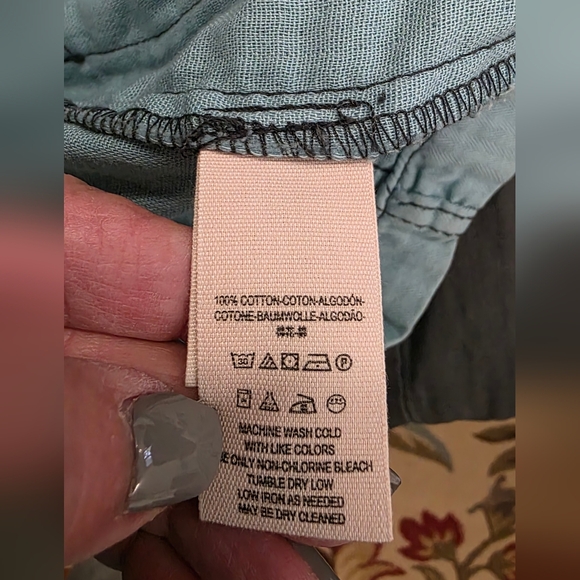 100% COTTON-COTON-ALGODÓN-
COTONE-BAUMWOLLE-ALGODÃO-
30 P
MACHINE WASH COLD
WITH LIKE COLORS
ONLY NON-CHLORINE BLEACH
TUMBLE DRY LOW
LOW IRON AS NEEDED
MAY BE DRY CLEANED